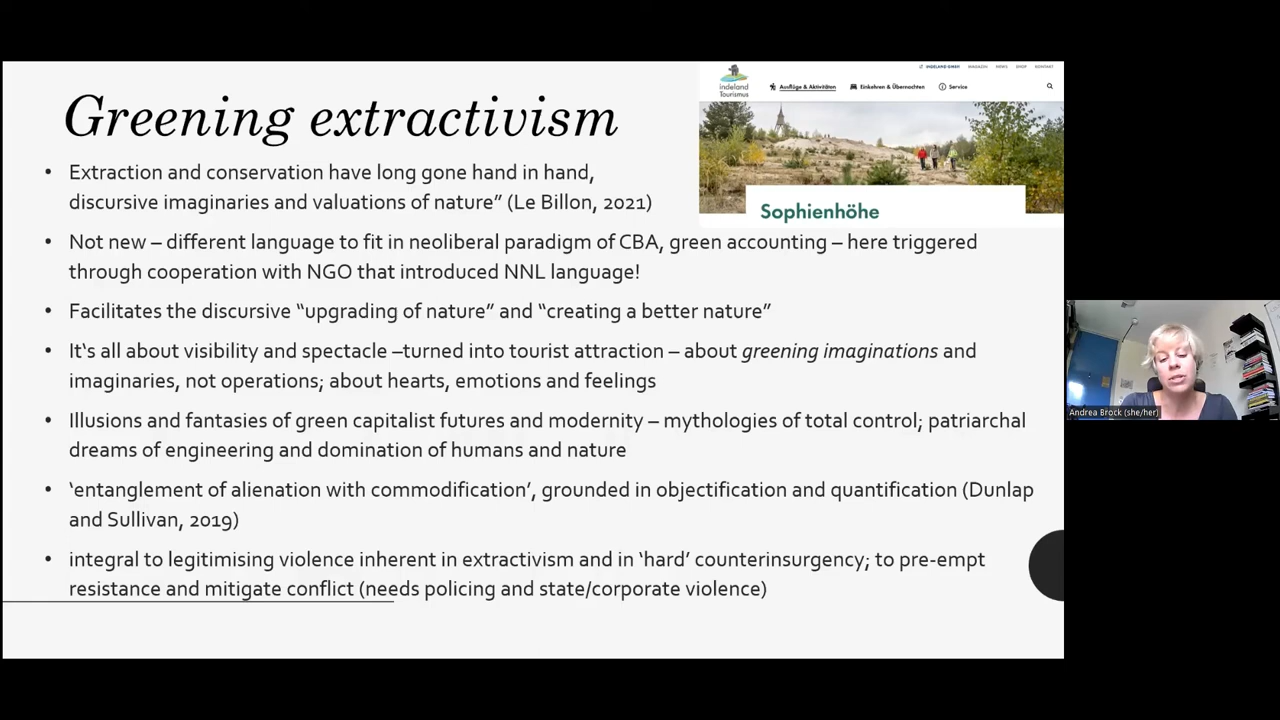 Greening extractivism
INDELAND GMBH MAGAZIN NEWS SHOP KONTAKT
indeland
Tourismus
Ausflüge & Aktivitäten Einkehren & Übernachten Service
Sophienhöhe
• Extraction and conservation have long gone hand in hand,
discursive imaginaries and valuations of nature” (Le Billon, 2021)
• Not new – different language to fit in neoliberal paradigm of CBA, green accounting – here triggered
through cooperation with NGO that introduced NNL language!
• Facilitates the discursive “upgrading of nature” and “creating a better nature”
• It‘s all about visibility and spectacle –turned into tourist attraction – about greening imaginations and
imaginaries, not operations; about hearts, emotions and feelings
• Illusions and fantasies of green capitalist futures and modernity – mythologies of total control; patriarchal
dreams of engineering and domination of humans and nature
• ‘entanglement of alienation with commodification’, grounded in objectification and quantification (Dunlap
and Sullivan, 2019)
• integral to legitimising violence inherent in extractivism and in ‘hard’ counterinsurgency; to pre-empt
resistance and mitigate conflict (needs policing and state/corporate violence)
Andrea Brock (she/her)